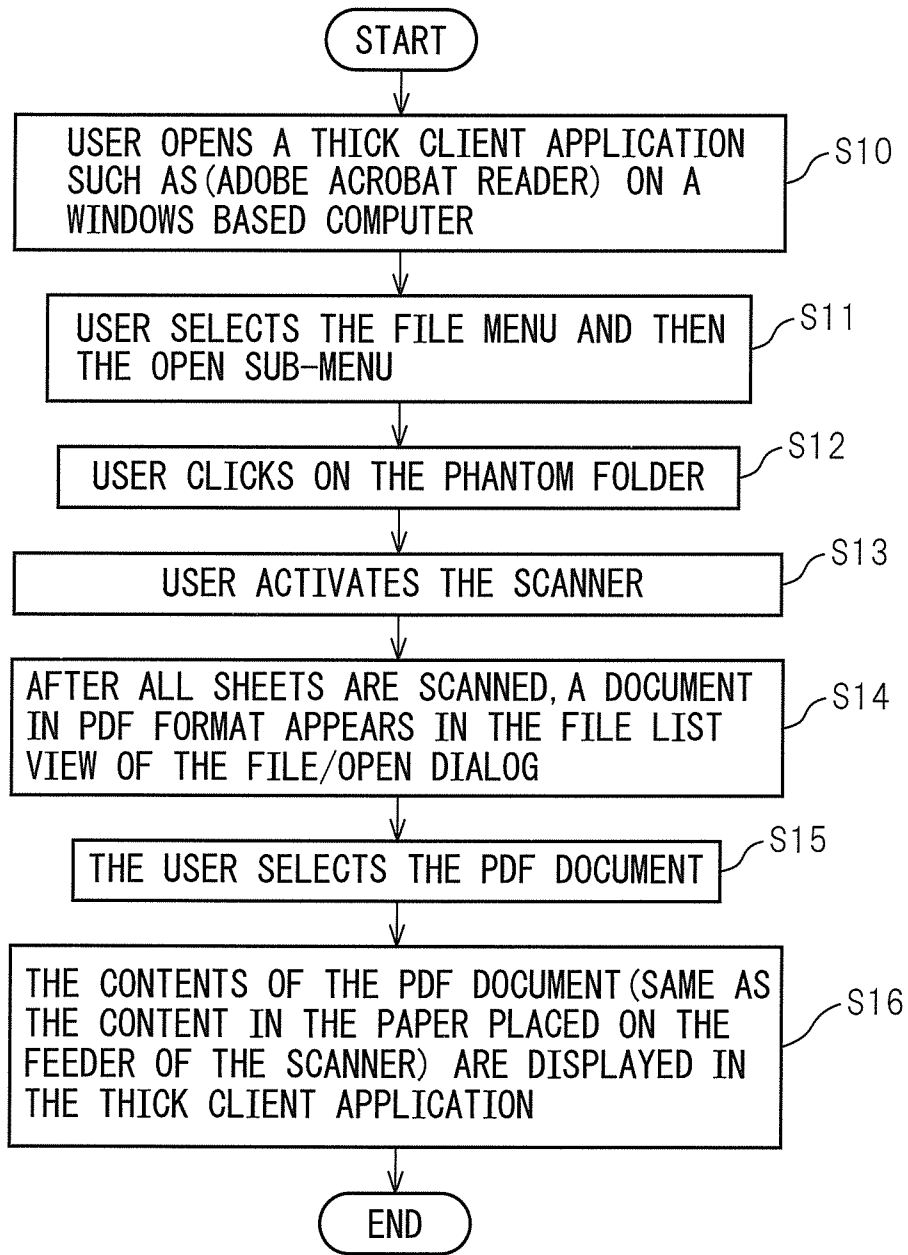 START
USER OPENS A THICK CLIENT APPLICATION
SUCH AS (ADOBE ACROBAT READER) ON A
WINDOWS BASED COMPUTER
S10
USER SELECTS THE FILE MENU AND THEN
THE OPEN SUB-MENU
S11
USER CLICKS ON THE PHANTOM FOLDER
S12
USER ACTIVATES THE SCANNER
S13
AFTER ALL SHEETS ARE SCANNED, A DOCUMENT
IN PDF FORMAT APPEARS IN THE FILE LIST
VIEW OF THE FILE/OPEN DIALOG
S14
THE USER SELECTS THE PDF DOCUMENT
S15
THE CONTENTS OF THE PDF DOCUMENT (SAME AS
THE CONTENT IN THE PAPER PLACED ON THE
FEEDER OF THE SCANNER) ARE DISPLAYED IN
THE THICK CLIENT APPLICATION
S16
END